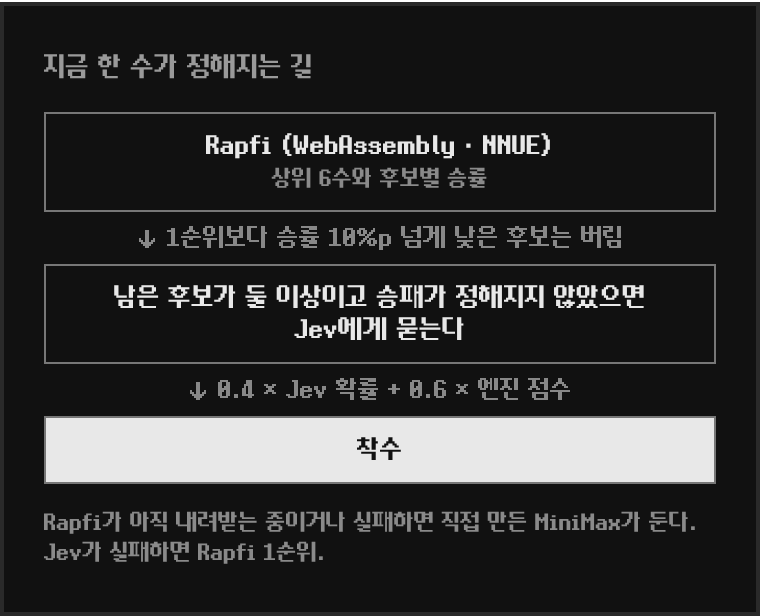 지금 한 수가 정해지는 길
Rapfi (WebAssembly · NNUE)
상위 6수와 후보별 승률
↓ 1순위보다 승률 10%p 넘게 낮은 후보는 버림
남은 후보가 둘 이상이고 승패가 정해지지 않았으면
Jev에게 묻는다
↓ 0.4 × Jev 확률 + 0.6 × 엔진 점수
착수
Rapfi가 아직 내려받는 중이거나 실패하면 직접 만든 MiniMax가 둔다.
Jev가 실패하면 Rapfi 1순위.